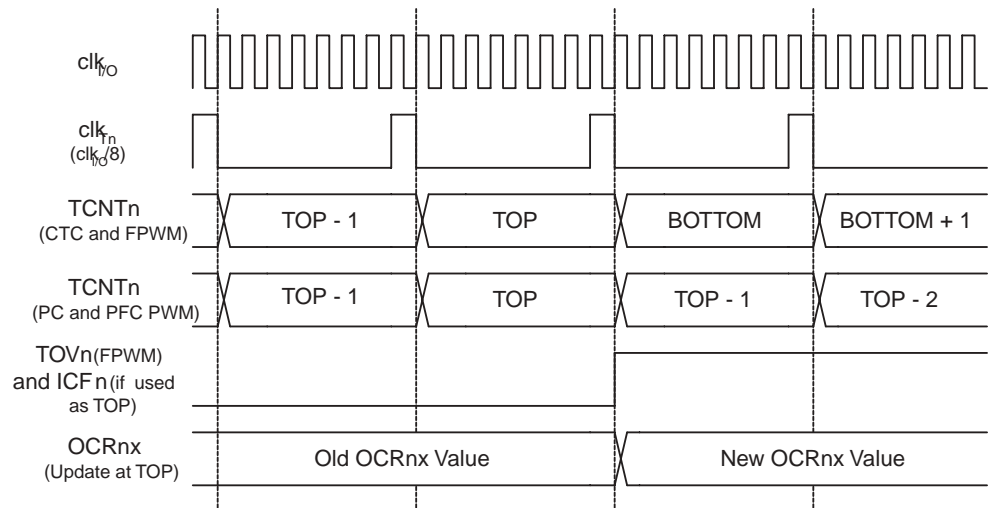 clkI/O
clkTn
(clkI/O/8)
TCNTn
(CTC and FPWM)
TOP - 1
TOP
BOTTOM
BOTTOM + 1
TCNTn
(PC and PFC PWM)
TOP - 1
TOP
TOP - 1
TOP - 2
TOVn (FPWM)
and ICFn (if used
as TOP)
OCRnx
(Update at TOP)
Old OCRnx Value
New OCRnx Value